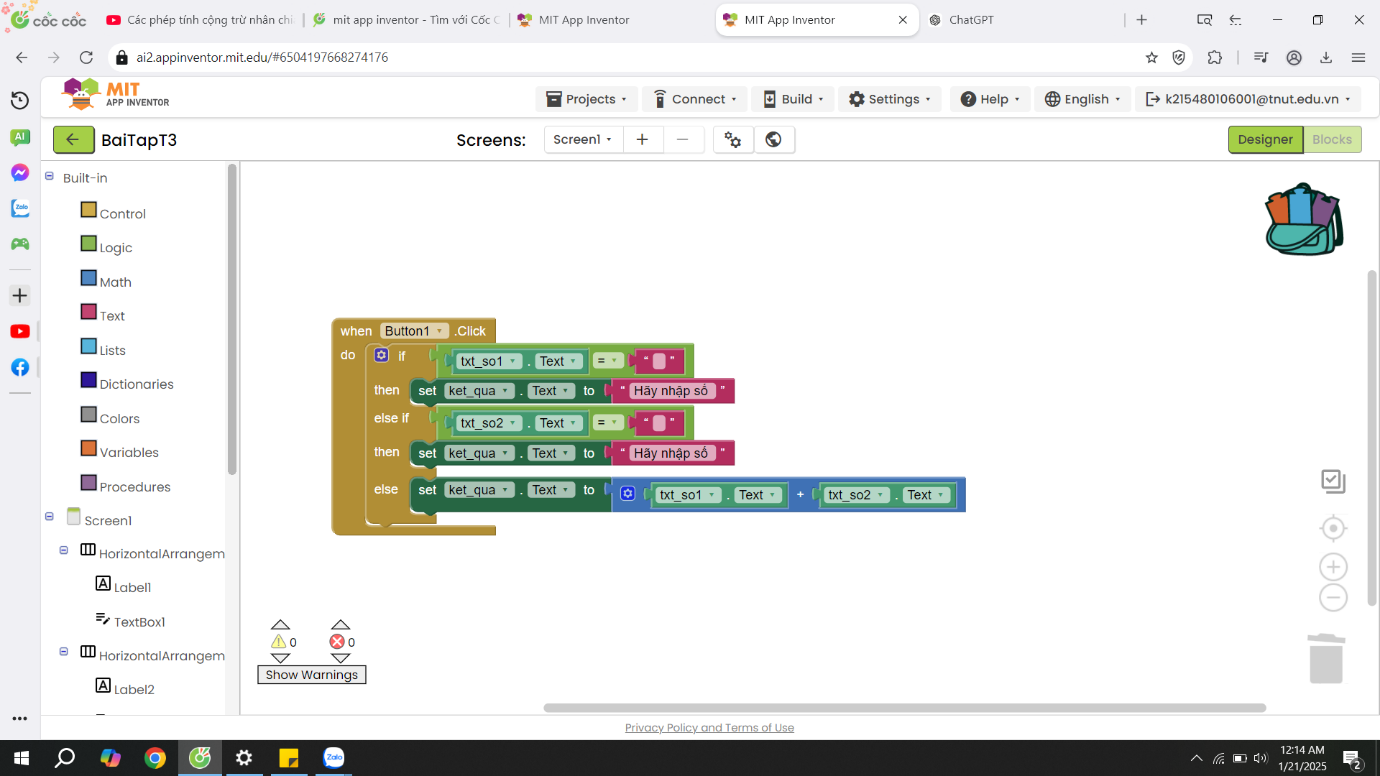 cốc cốc
Các phép tính cộng trừ nhân chi
mit app inventor - Tìm với Cốc C
MIT App Inventor
MIT App Inventor
ChatGPT
ai2.appinventor.mit.edu/#6504197668274176
MIT
APP INVENTOR
Projects
Connect
Build
Settings
Help
English
k215480106001@tnut.edu.vn
BaiTapT3
Screens:
Screen1
Designer
Blocks
AI
Zalo
Built-in
Control
Logic
Math
Text
Lists
Dictionaries
Colors
Variables
Procedures
Screen1
HorizontalArrangem
Label1
TextBox1
HorizontalArrangem
Label2
when Button1 .Click
do if txt_so1 . Text = " "
then set ket_qua . Text to " Hãy nhập số "
else if txt_so2 . Text = " "
then set ket_qua . Text to " Hãy nhập số "
else set ket_qua . Text to txt_so1 . Text + txt_so2 . Text
0 0
Show Warnings
Privacy Policy and Terms of Use
Zalo
12:14 AM
1/21/2025
2